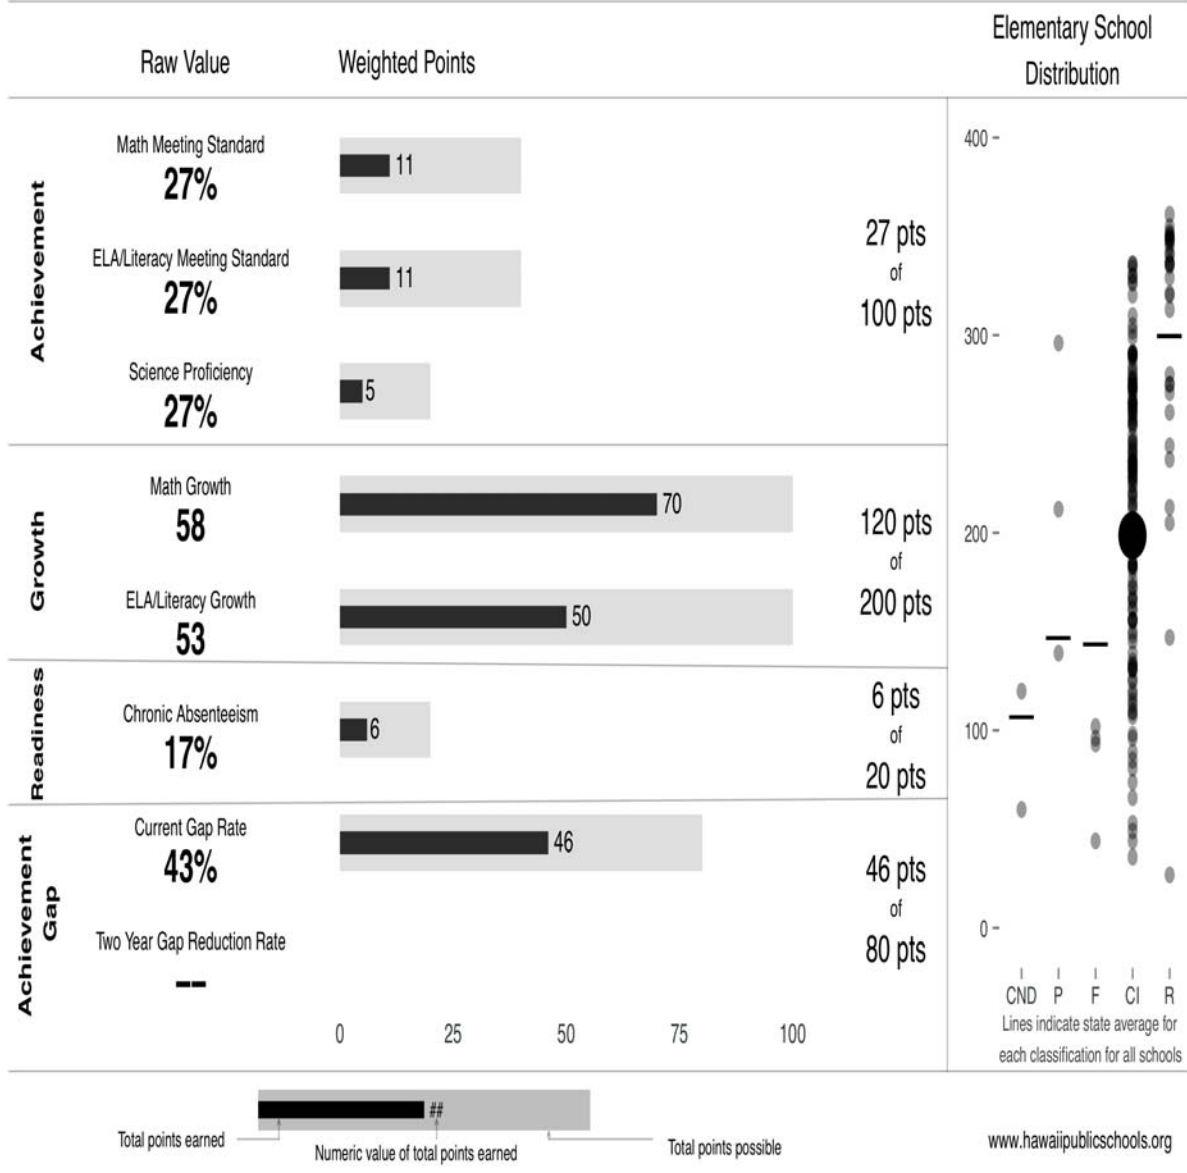 Raw Value
Weighted Points
Elementary School
Distribution
Achievement
Math Meeting Standard
27%
11
ELA/Literacy Meeting Standard
27%
11
Science Proficiency
27%
5
27 pts
of
100 pts
Growth
Math Growth
58
70
ELA/Literacy Growth
53
50
120 pts
of
200 pts
Readiness
Chronic Absenteeism
17%
6
6 pts
of
20 pts
Achievement
Gap
Current Gap Rate
43%
46
Two Year Gap Reduction Rate
--
46 pts
of
80 pts
0 25 50 75 100
400
300
200
100
0
CND P F CI R
Lines indicate state average for
each classification for all schools
##
Total points earned
Numeric value of total points earned
Total points possible
www.hawaiipublicschools.org